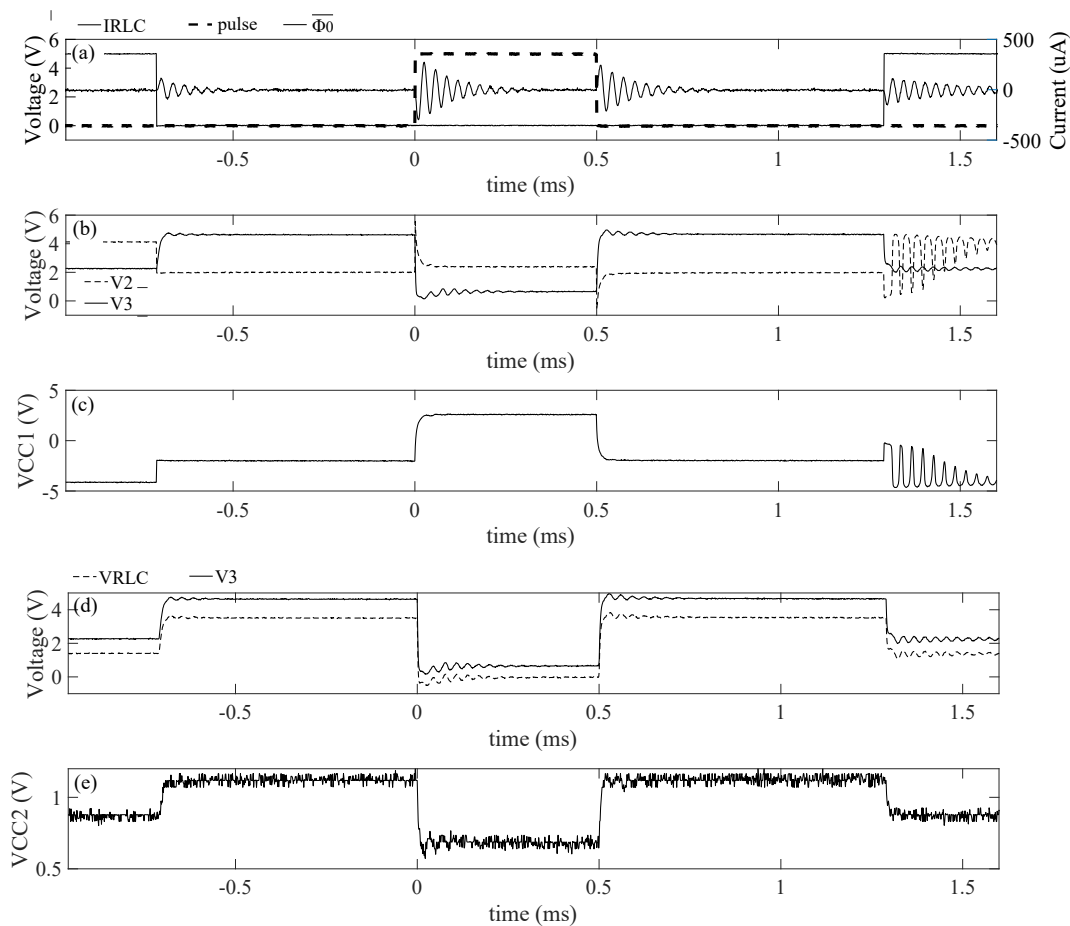 IRLC pulse Φ0
(a)
Voltage (V)
6
4
2
0
500
0
-500
Current (uA)
-0.5 0 0.5 1 1.5
time (ms)
(b)
Voltage (V)
6
4
2
0
V2
V3
-0.5 0 0.5 1 1.5
time (ms)
(c)
VCC1 (V)
5
0
-5
-0.5 0 0.5 1 1.5
time (ms)
VRLC V3
(d)
Voltage (V)
4
2
0
-0.5 0 0.5 1 1.5
time (ms)
(e)
VCC2 (V)
1
0.5
-0.5 0 0.5 1 1.5
time (ms)